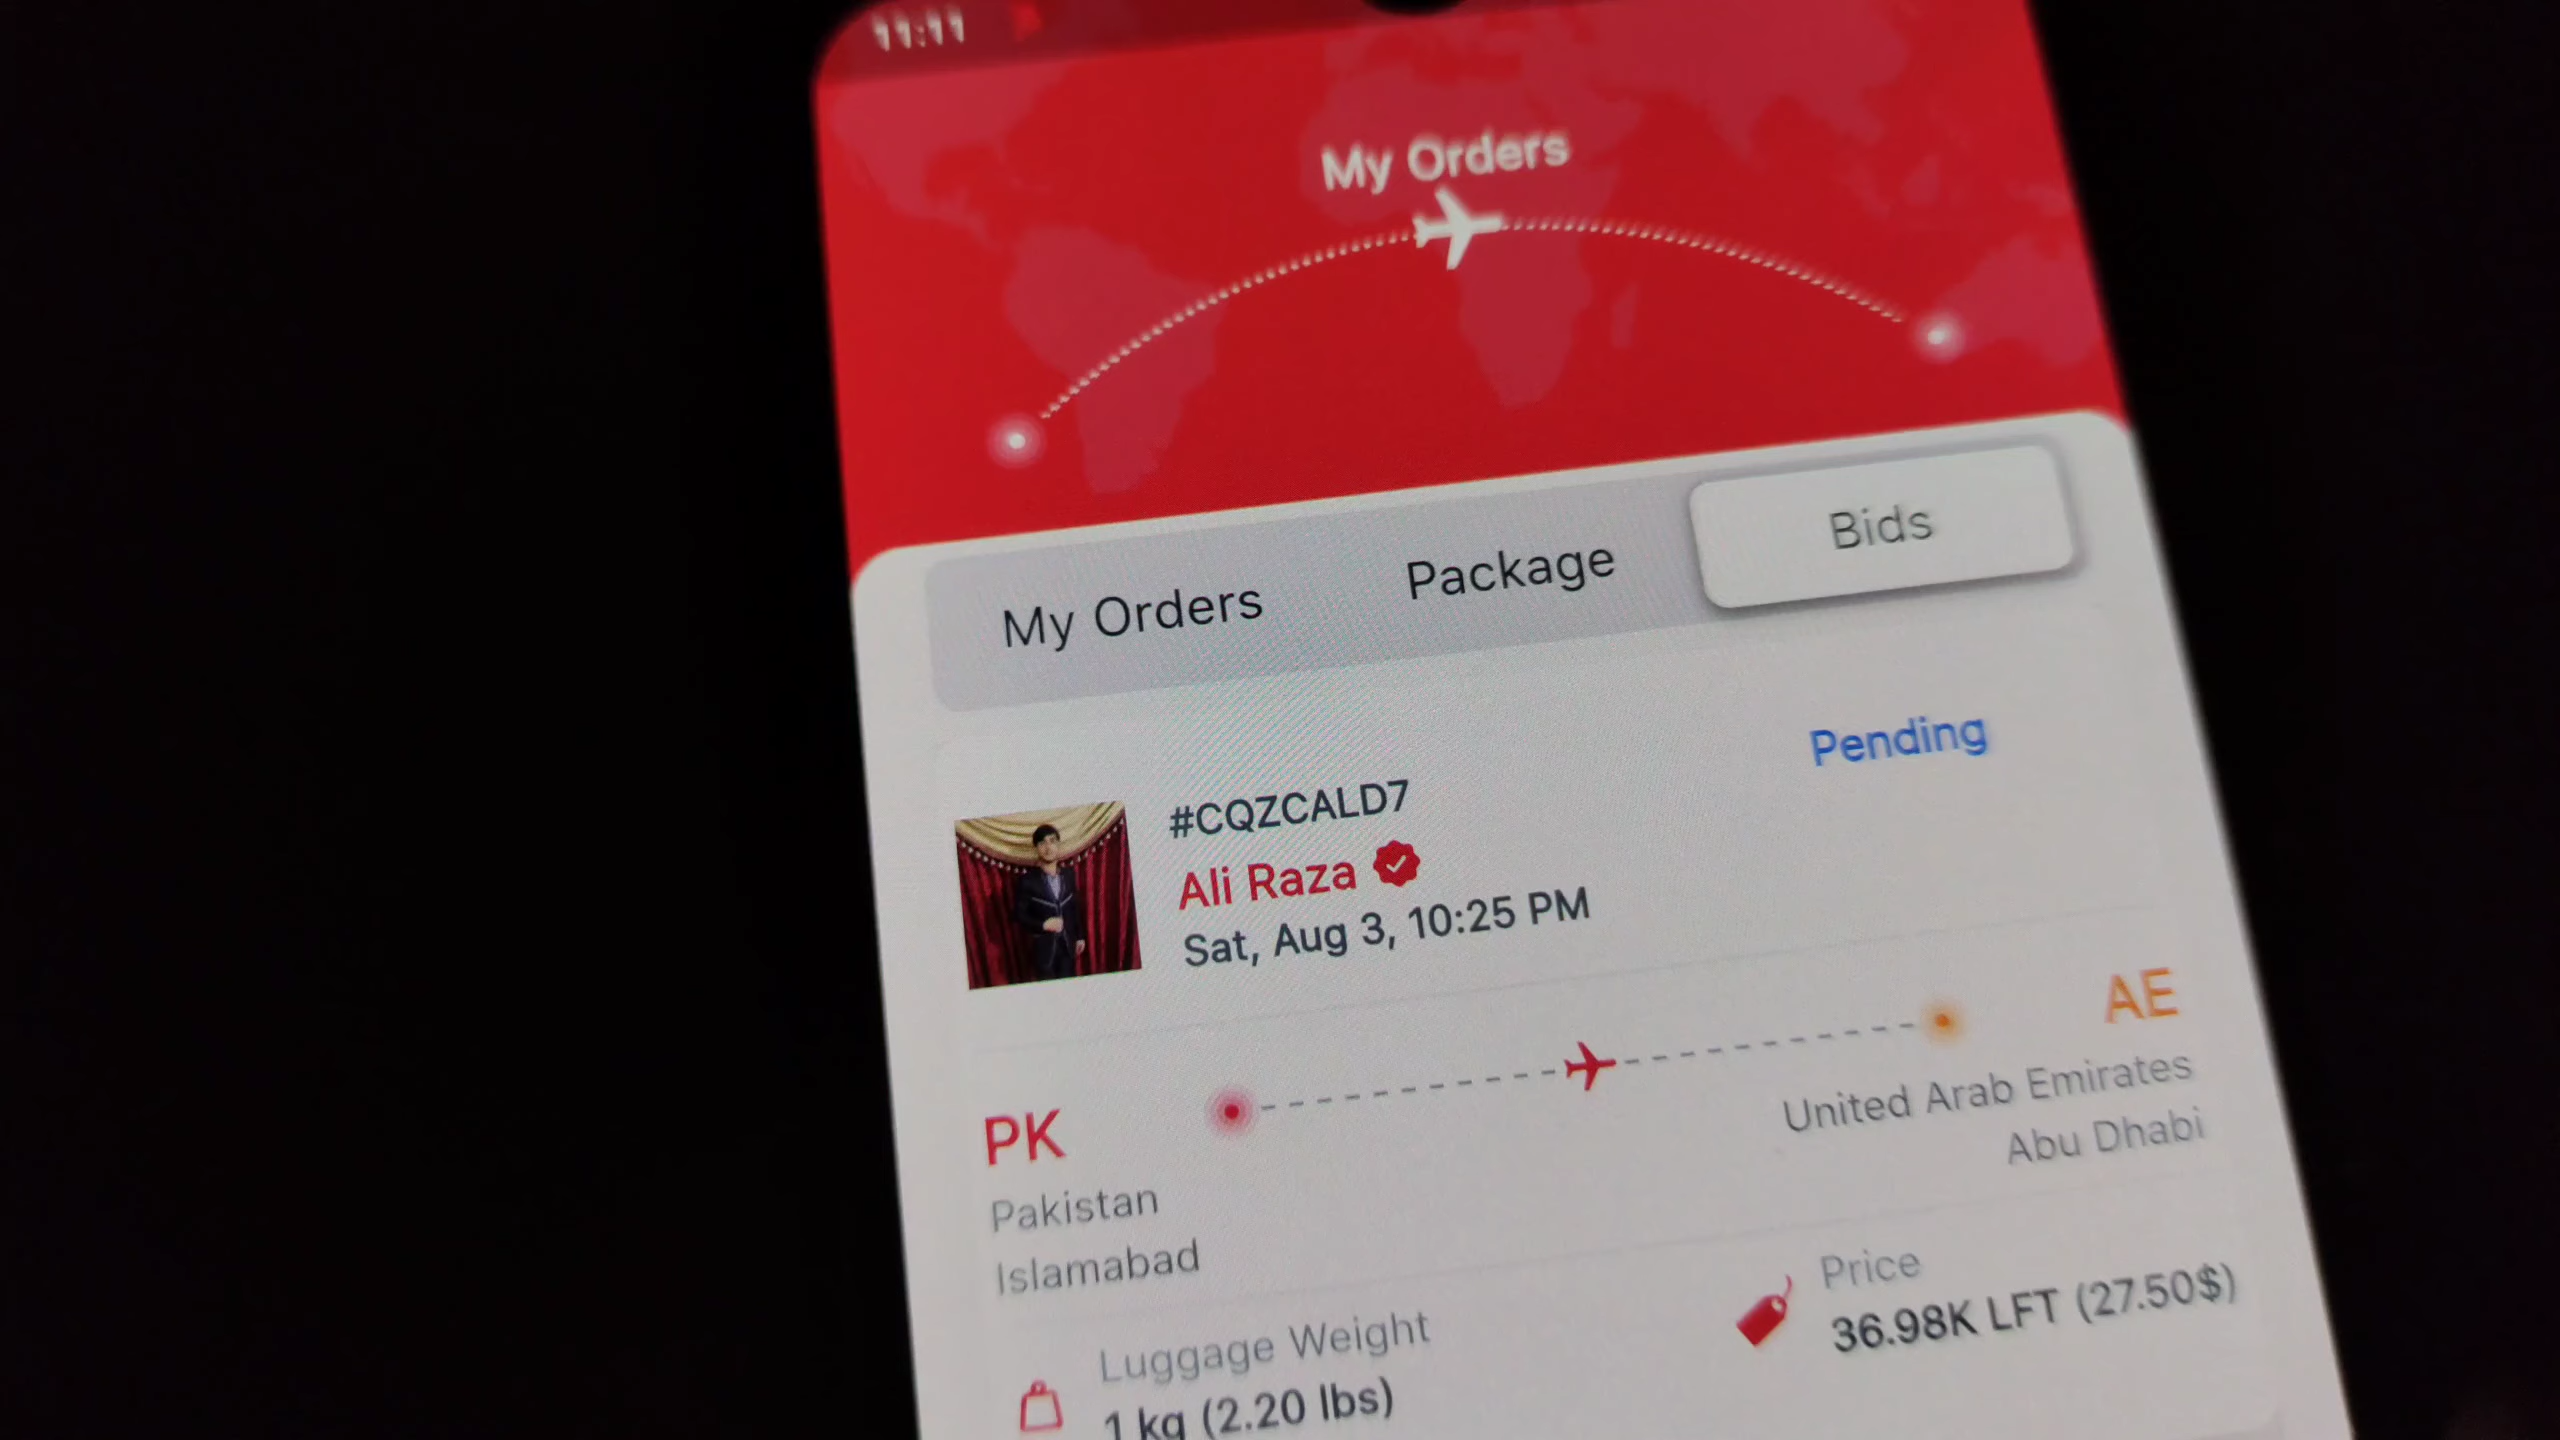 11:11
My Orders
My Orders
Package
Bids
Pending
#CQZCALD7
Ali Raza
Sat, Aug 3, 10:25 PM
PK
AE
Pakistan
Islamabad
United Arab Emirates
Abu Dhabi
Luggage Weight
1 kg (2.20 lbs)
Price
36.98K LFT (27.50$)